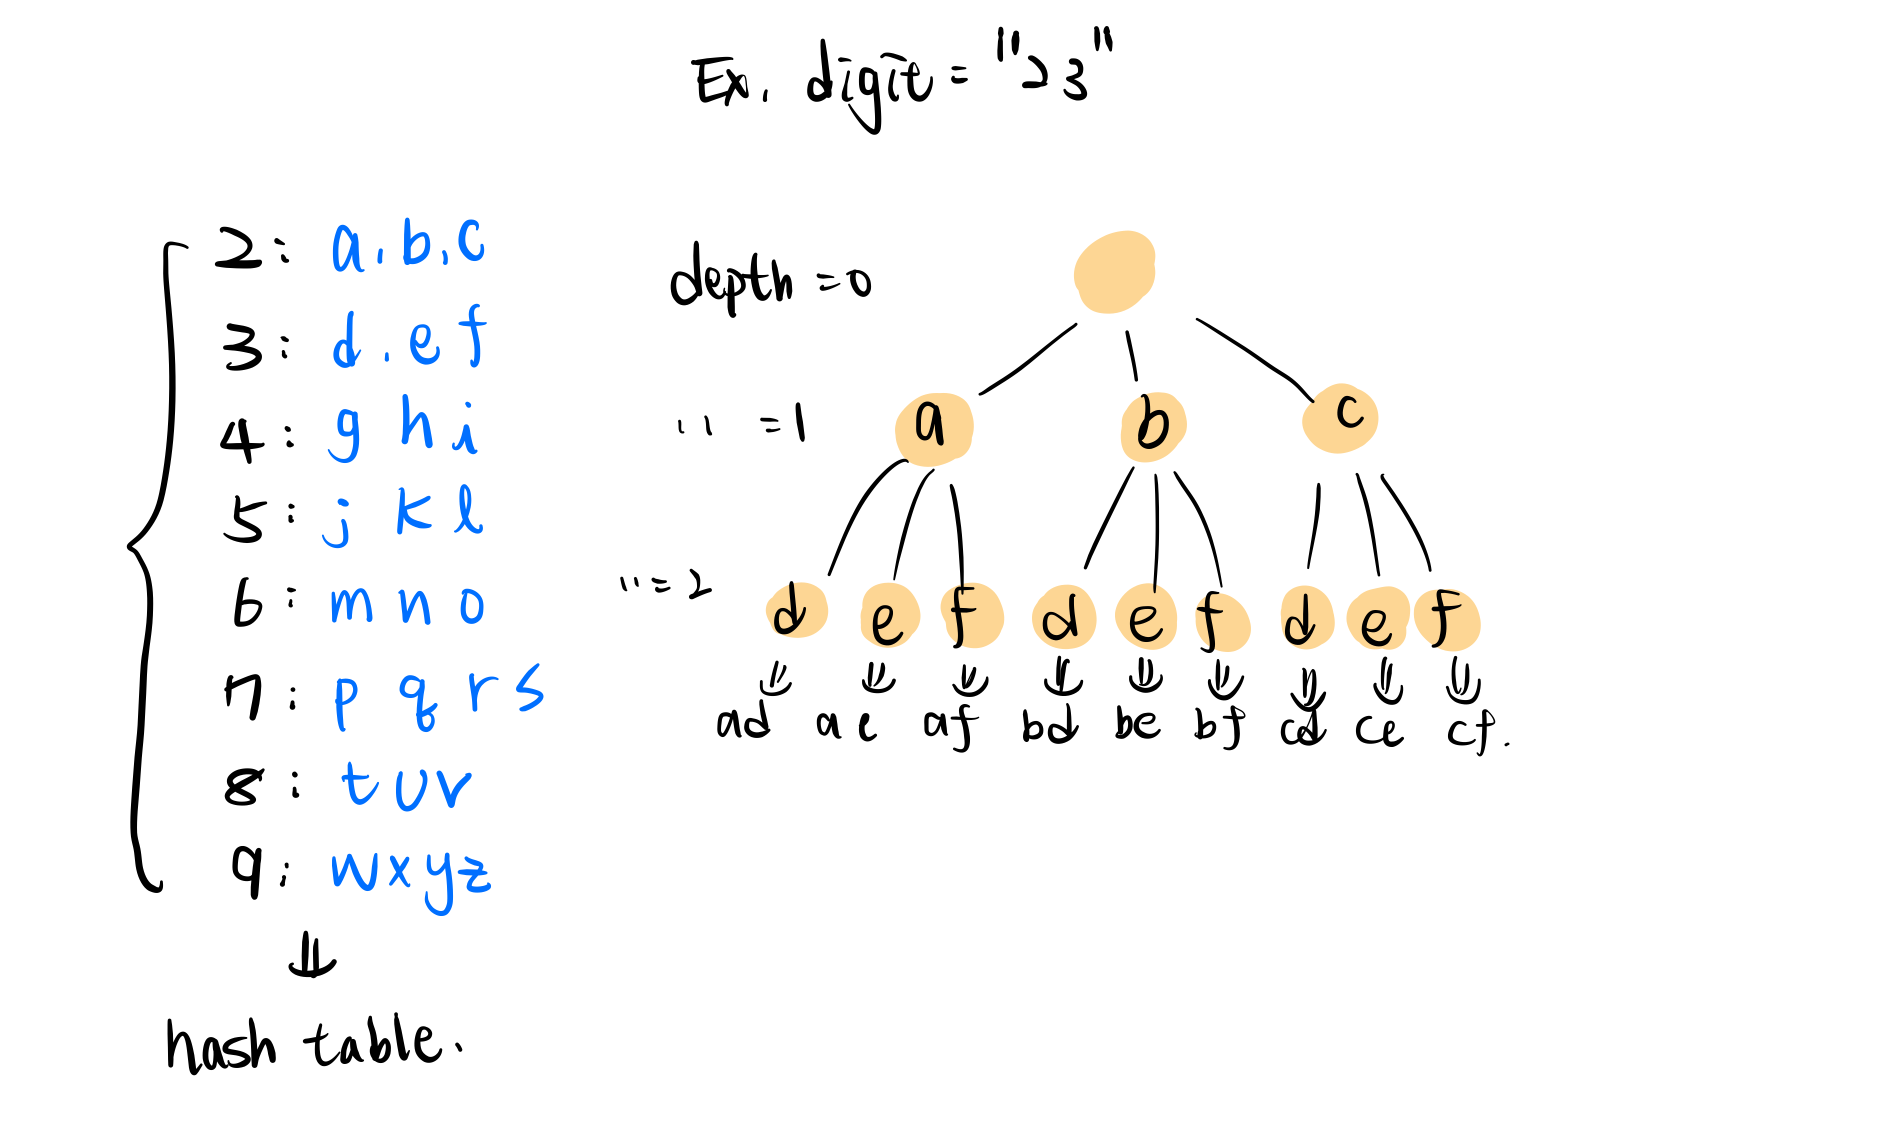 Ex. digit = "23"
2: a, b, c
3: d, e f
4: g h i
5: j k l
6: m n o
7: p q r s
8: t u v
9: w x y z
hash table.
depth = 0
" = 1
a b c
" = 2
d e f d e f d e f
ad ae af bd be bf cd ce cf.